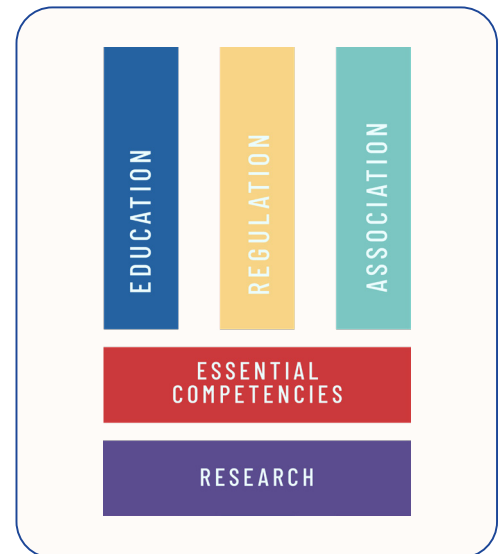 EDUCATION
REGULATION
ASSOCIATION
ESSENTIAL
COMPETENCIES
RESEARCH